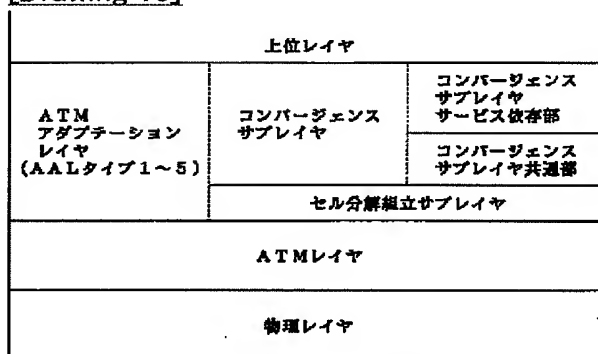 [Drawing 10]
上位レイヤ
ATM
アダプテーション
レイヤ
(AALタイプ1~5)
コンバージェンス
サブレイヤ
コンバージェンス
サブレイヤ
サービス依存部
コンバージェンス
サブレイヤ共通部
セル分解組立サブレイヤ
ATMレイヤ
物理レイヤ